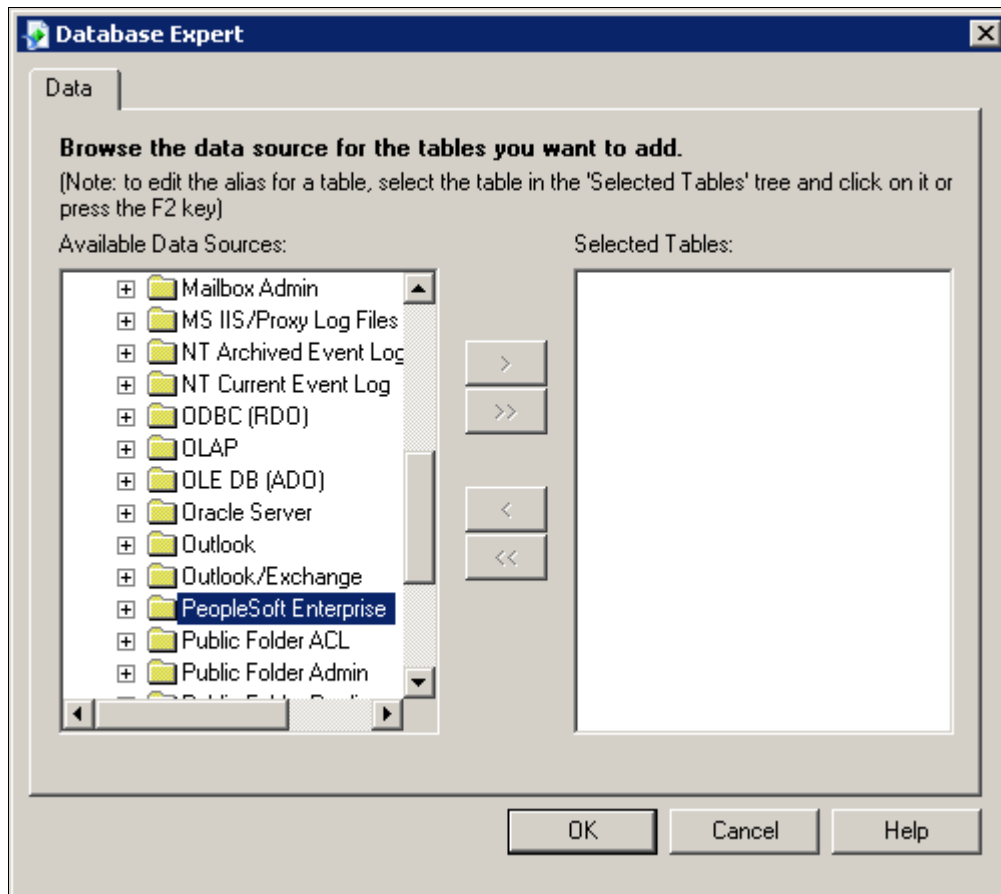 Database Expert
Data
Browse the data source for the tables you want to add.
(Note: to edit the alias for a table, select the table in the 'Selected Tables' tree and click on it or
press the F2 key)
Available Data Sources:
Selected Tables:
Mailbox Admin
MS IIS/Proxy Log Files
NT Archived Event Log
NT Current Event Log
ODBC (RDO)
OLAP
OLE DB (ADO)
Oracle Server
Outlook
Outlook/Exchange
PeopleSoft Enterprise
Public Folder ACL
Public Folder Admin
>
>>
<
<<
OK
Cancel
Help